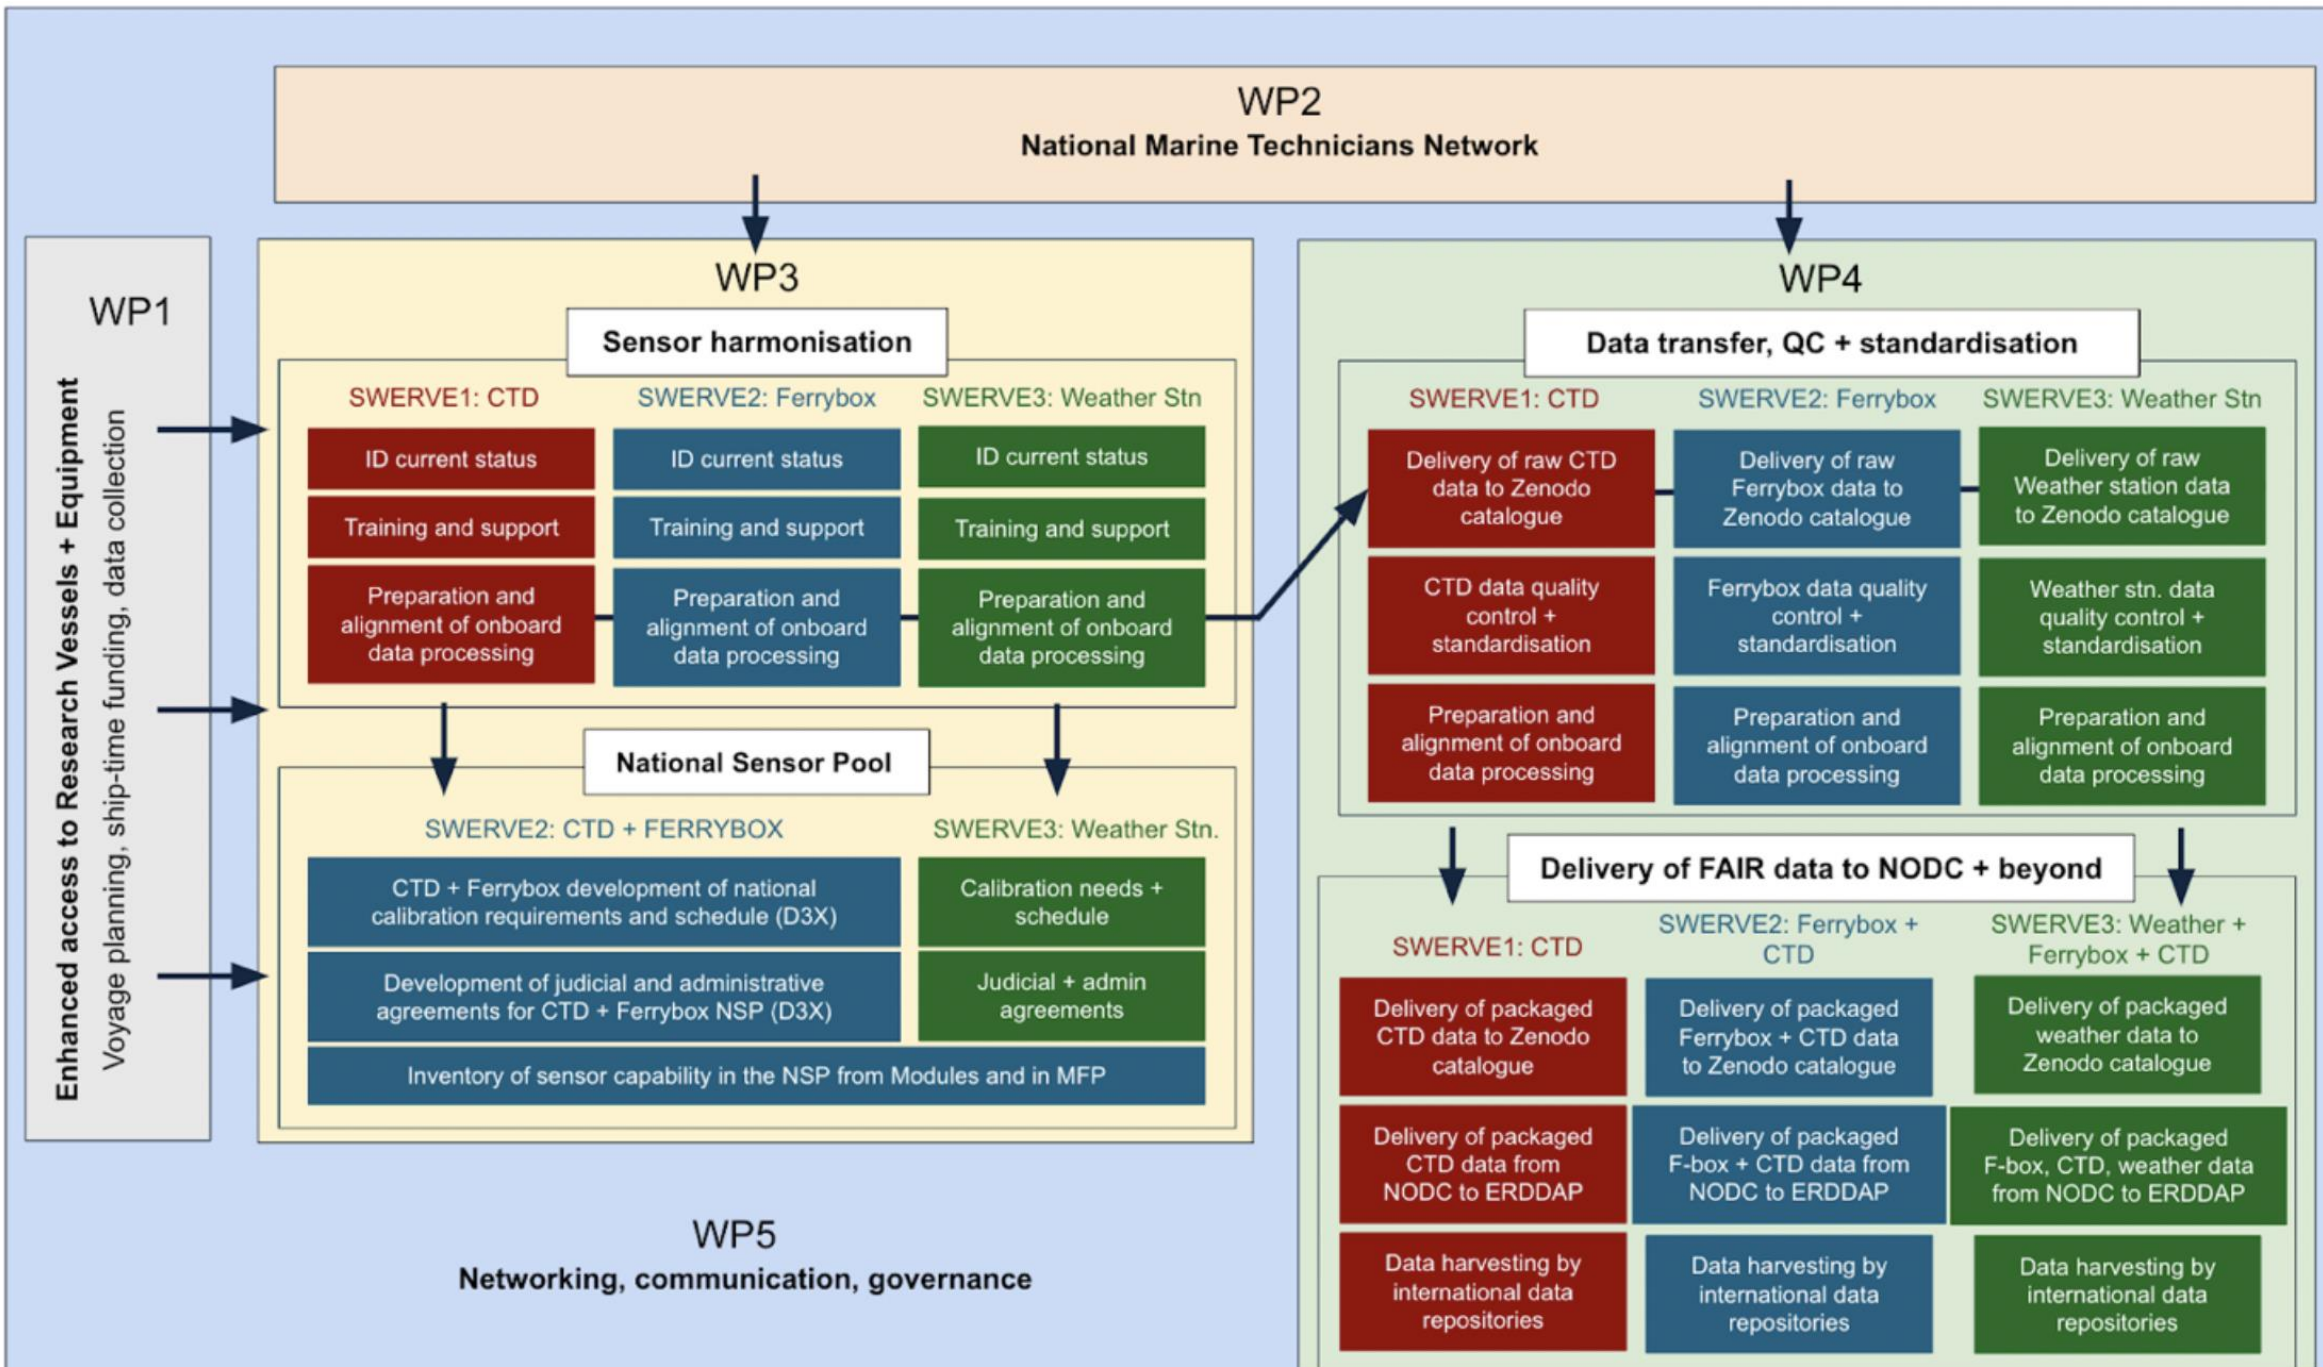 WP2
National Marine Technicians Network
WP1
Enhanced access to Research Vessels + Equipment
Voyage planning, ship-time funding, data collection
WP3
Sensor harmonisation
SWERVE1: CTD
SWERVE2: Ferrybox
SWERVE3: Weather Stn
ID current status
ID current status
ID current status
Training and support
Training and support
Training and support
Preparation and
alignment of onboard
data processing
Preparation and
alignment of onboard
data processing
Preparation and
alignment of onboard
data processing
National Sensor Pool
SWERVE2: CTD + FERRYBOX
SWERVE3: Weather Stn.
CTD + Ferrybox development of national
calibration requirements and schedule (D3X)
Calibration needs +
schedule
Development of judicial and administrative
agreements for CTD + Ferrybox NSP (D3X)
Judicial + admin
agreements
Inventory of sensor capability in the NSP from Modules and in MFP
WP4
Data transfer, QC + standardisation
SWERVE1: CTD
SWERVE2: Ferrybox
SWERVE3: Weather Stn
Delivery of raw CTD
data to Zenodo
catalogue
Delivery of raw
Ferrybox data to
Zenodo catalogue
Delivery of raw
Weather station data
to Zenodo catalogue
CTD data quality
control +
standardisation
Ferrybox data quality
control +
standardisation
Weather stn. data
quality control +
standardisation
Preparation and
alignment of onboard
data processing
Preparation and
alignment of onboard
data processing
Preparation and
alignment of onboard
data processing
Delivery of FAIR data to NODC + beyond
SWERVE1: CTD
SWERVE2: Ferrybox +
CTD
SWERVE3: Weather +
Ferrybox + CTD
Delivery of packaged
CTD data to Zenodo
catalogue
Delivery of packaged
Ferrybox + CTD data
to Zenodo catalogue
Delivery of packaged
weather data to
Zenodo catalogue
Delivery of packaged
CTD data from
NODC to ERDDAP
Delivery of packaged
F-box + CTD data from
NODC to ERDDAP
Delivery of packaged
F-box, CTD, weather data
from NODC to ERDDAP
Data harvesting by
international data
repositories
Data harvesting by
international data
repositories
Data harvesting by
international data
repositories
WP5
Networking, communication, governance